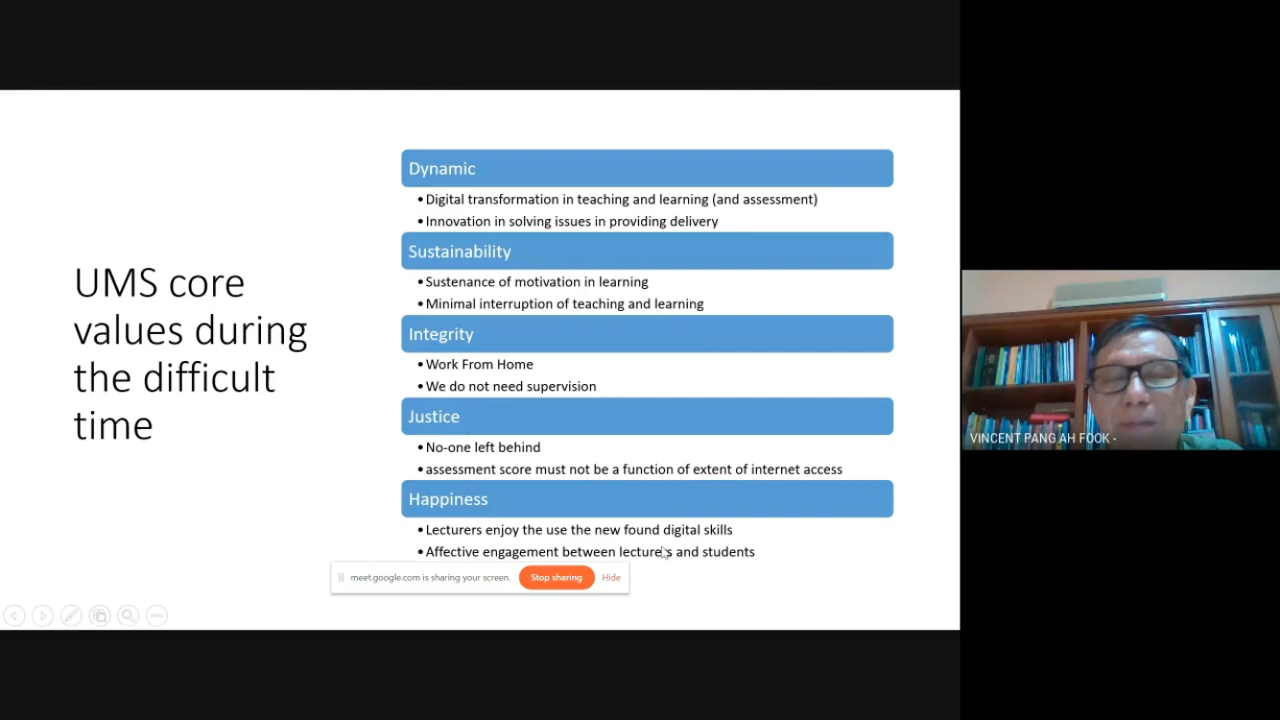 UMS core
values during
the difficult
time
Dynamic
• Digital transformation in teaching and learning (and assessment)
• Innovation in solving issues in providing delivery
Sustainability
• Sustenance of motivation in learning
• Minimal interruption of teaching and learning
Integrity
• Work From Home
• We do not need supervision
Justice
• No-one left behind
• assessment score must not be a function of extent of internet access
Happiness
• Lecturers enjoy the use the new found digital skills
• Affective engagement between lecturers and students
meet.google.com is sharing your screen. Stop sharing Hide
VINCENT PANG AH FOOK -